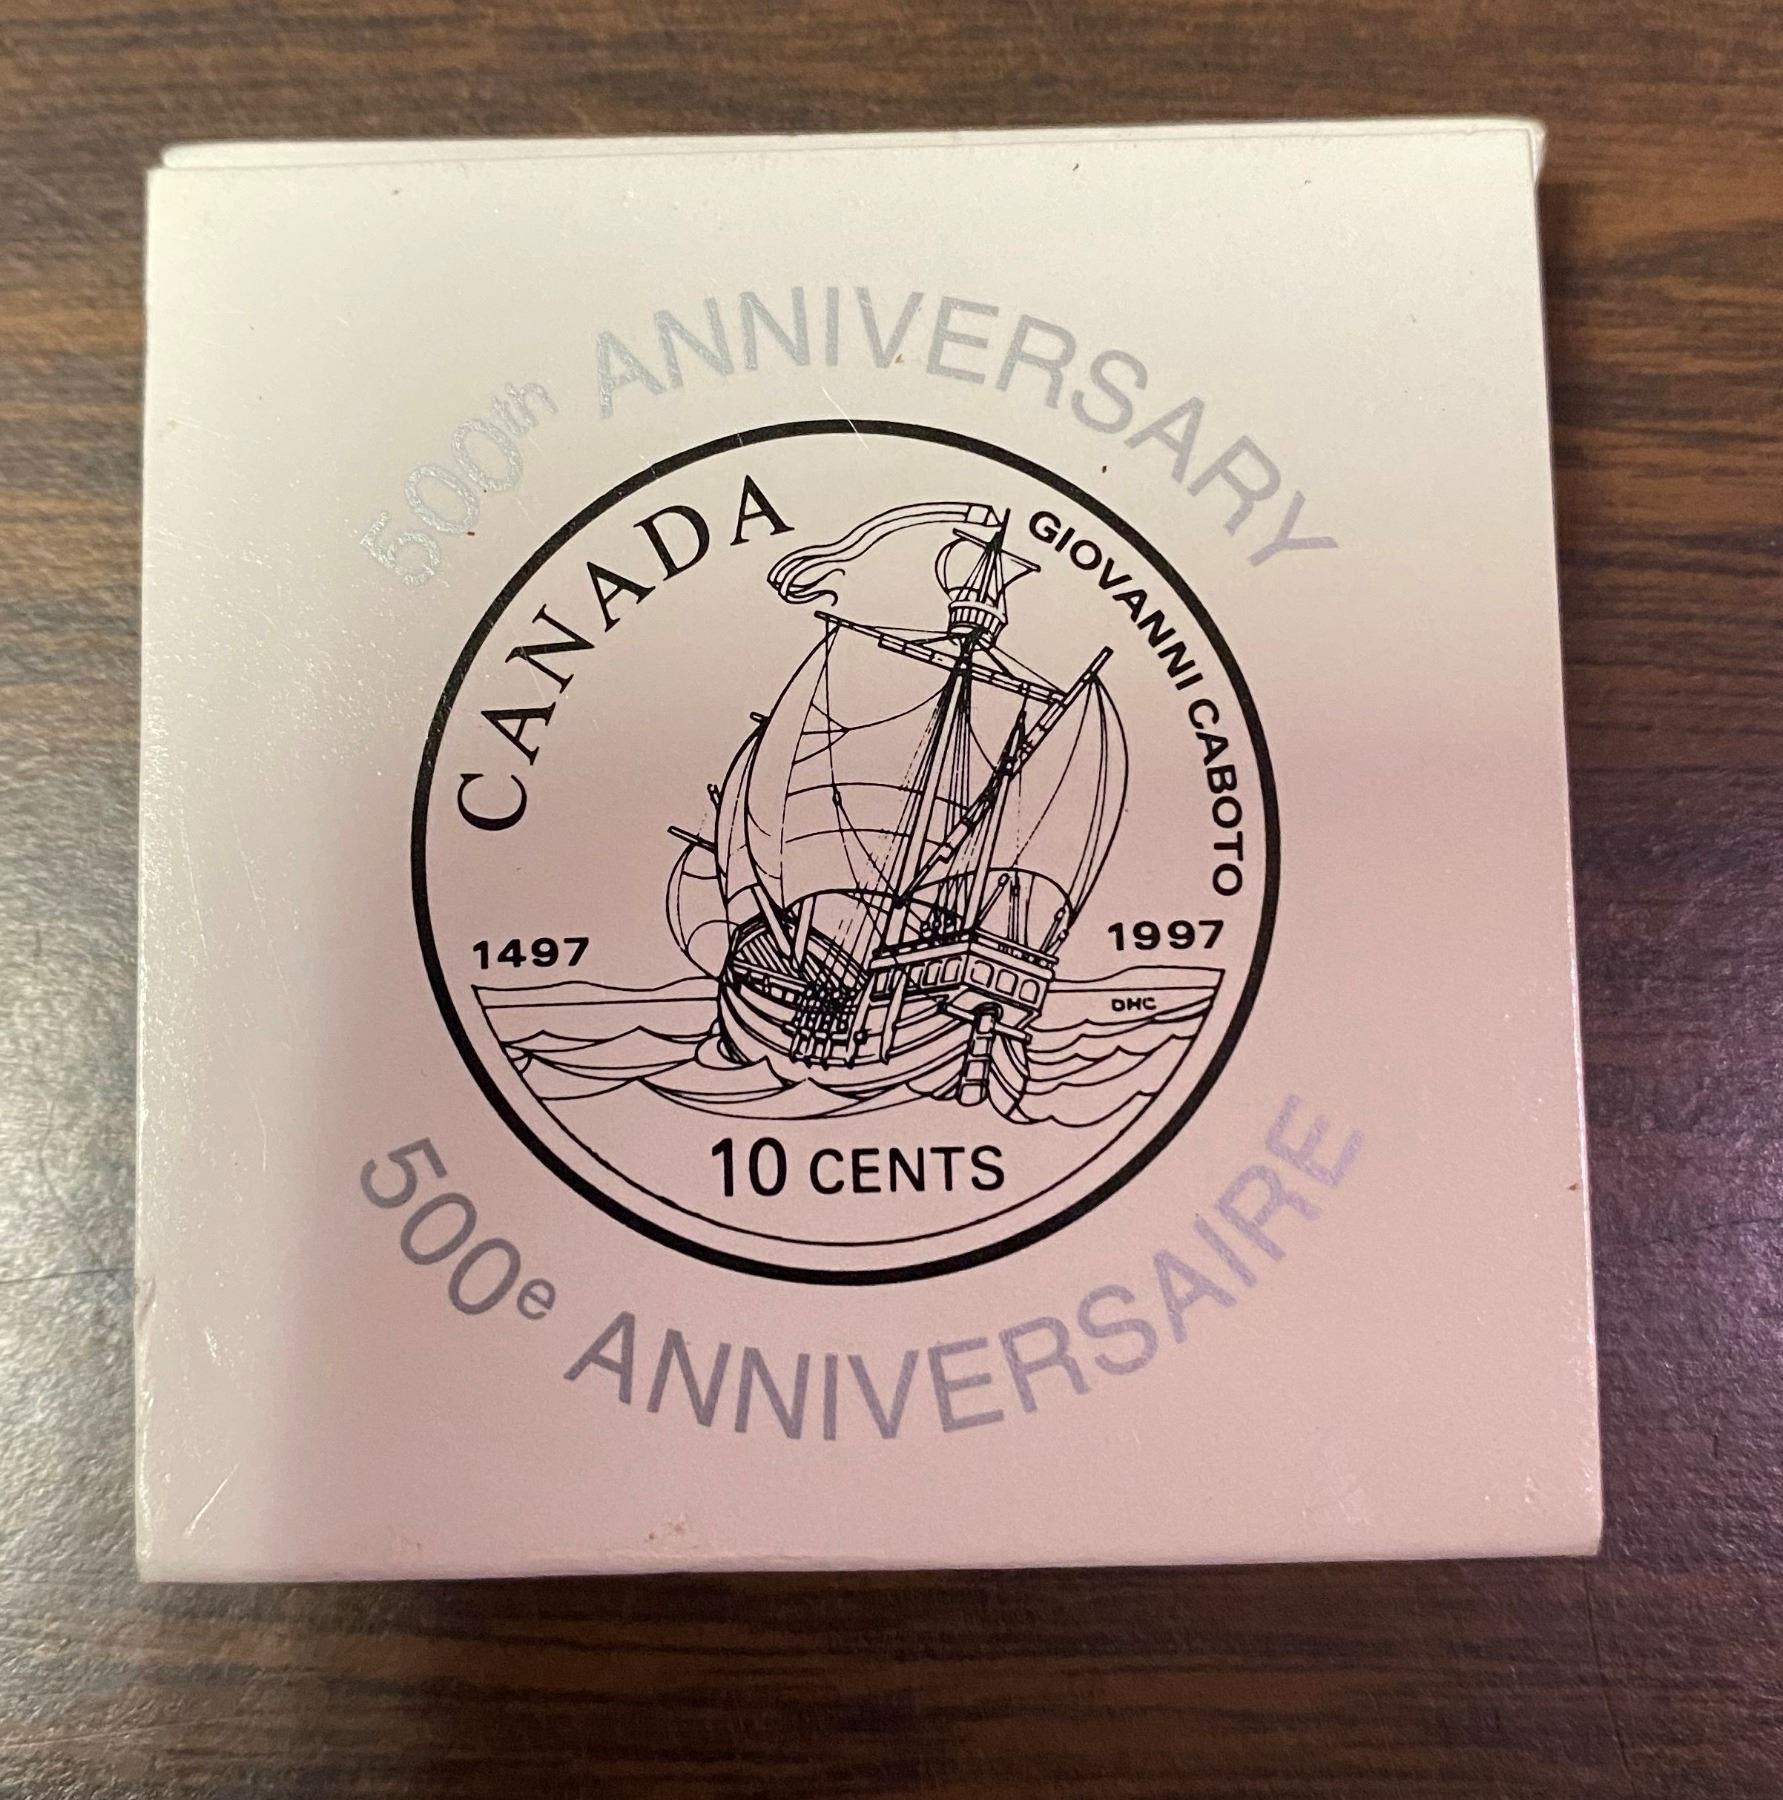 500th ANNIVERSARY
CANADA
GIOVANNI CABOTO
1497
1997
DHC
10 CENTS
500e ANNIVERSAIRE